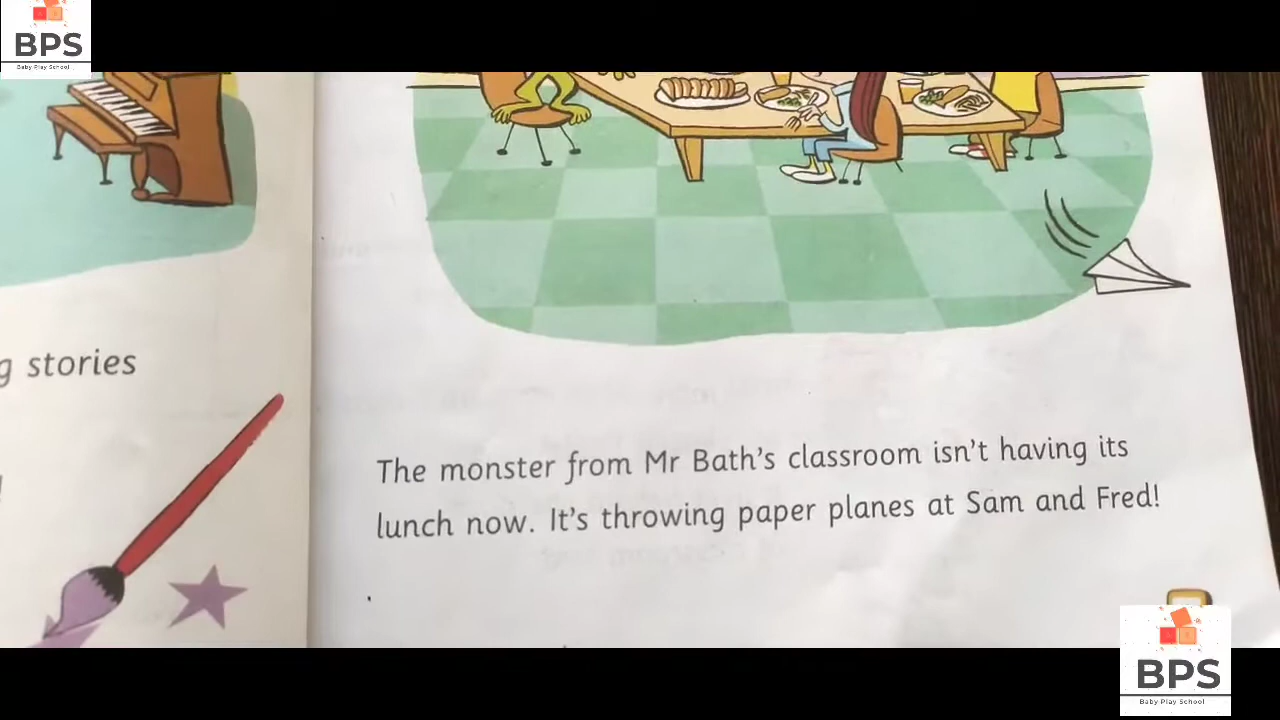 BPS
Baby Play School
g stories
The monster from Mr Bath's classroom isn't having its
lunch now. It's throwing paper planes at Sam and Fred!
BPS
Baby Play School